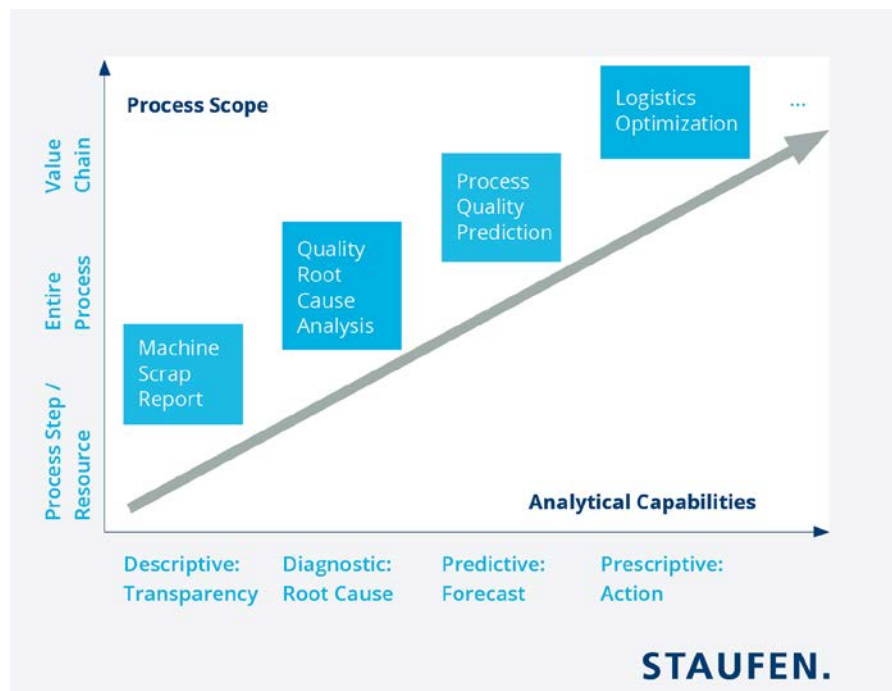 Process Scope
Logistics
Optimization
...
Process
Quality
Prediction
Quality
Root
Cause
Analysis
Machine
Scrap
Report
Value
Chain
Entire
Process
Process Step /
Resource
Analytical Capabilities
Descriptive:
Transparency
Diagnostic:
Root Cause
Predictive:
Forecast
Prescriptive:
Action
STAUFEN.